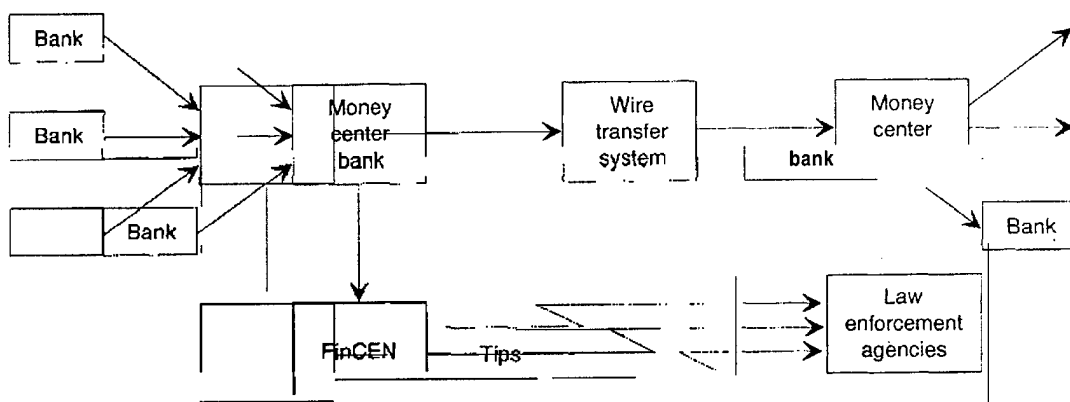 Bank
Bank
Bank
Money
center
bank
Wire
transfer
system
Money
center
bank
Bank
FinCEN
Tips
Law
enforcement
agencies